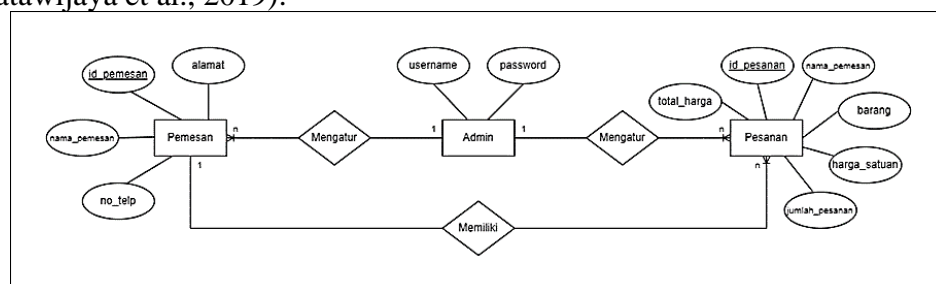 atawijaya et al., 2019).
id_pemesan
alamat
nama_pemesan
no_telp
Pemesan
n
1
Mengatur
1
username
password
Admin
1
Mengatur
n
n
Pesanan
id_pesanan
nama_pemesan
total_harga
barang
harga_satuan
jumlah_pesanan
Memiliki